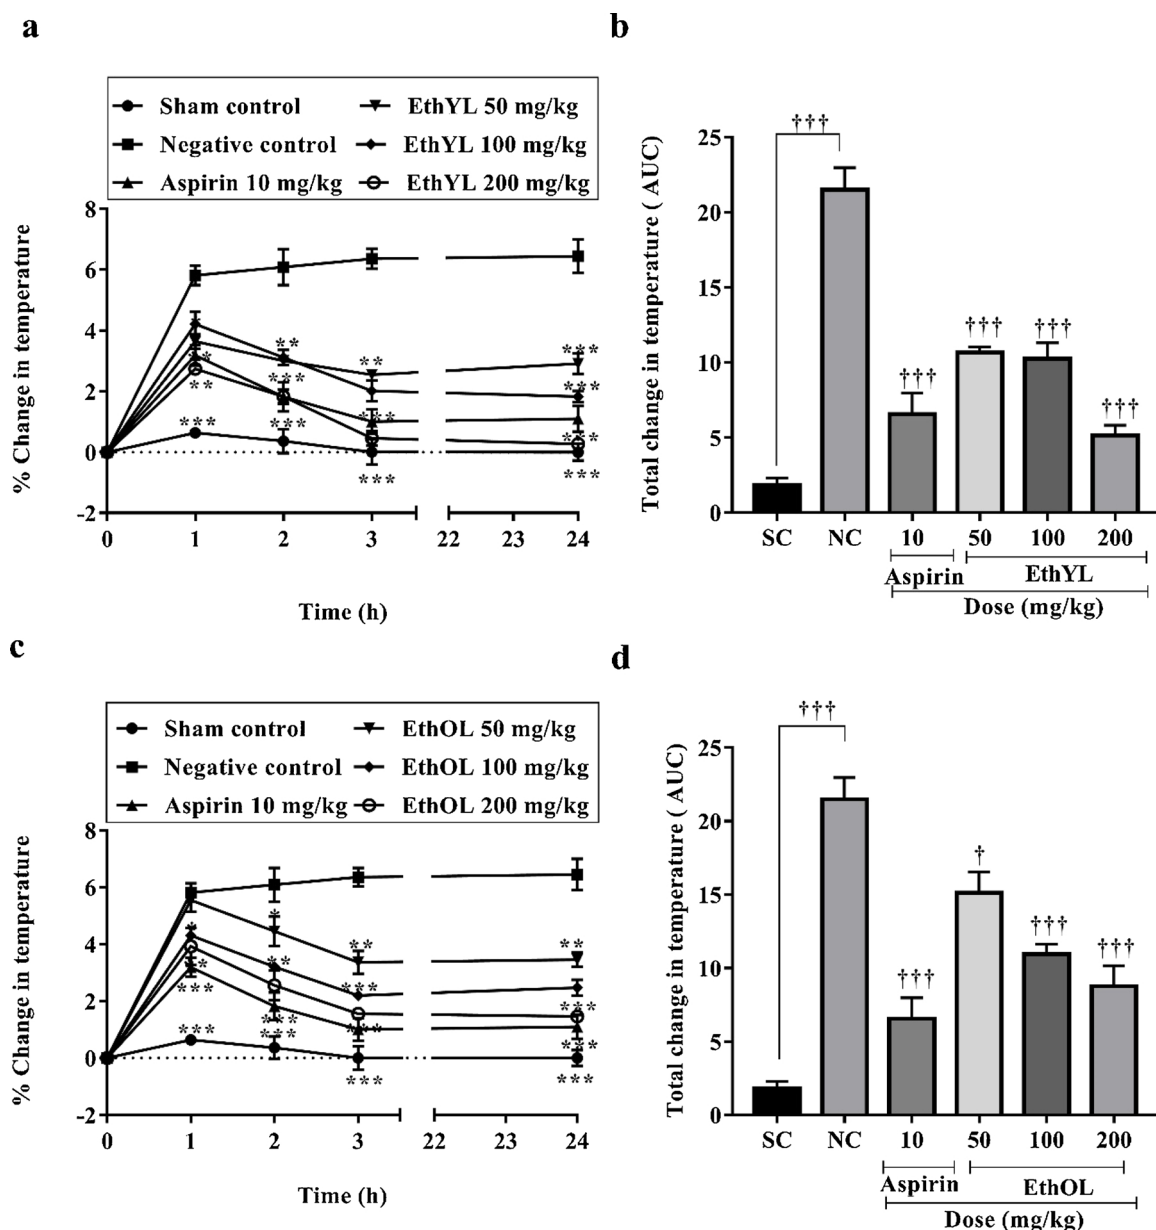 a
Sham control
EthYL 50 mg/kg
Negative control
EthYL 100 mg/kg
Aspirin 10 mg/kg
EthYL 200 mg/kg
% Change in temperature
8
6
4
2
0
-2
**
***
**
***
**
**
***
***
***
***
***
***
***
***
0 1 2 3 22 23 24
Time (h)
b
Total change in temperature ( AUC)
25
20
15
10
5
0
†††
†††
†††
†††
†††
SC NC 10 50 100 200
Aspirin EthYL
Dose (mg/kg)
c
Sham control
EthOL 50 mg/kg
Negative control
EthOL 100 mg/kg
Aspirin 10 mg/kg
EthOL 200 mg/kg
% Change in temperature
8
6
4
2
0
-2
*
***
***
*
**
***
***
**
***
***
***
**
***
***
***
0 1 2 3 22 23 24
Time (h)
d
Total change in temperature ( AUC)
25
20
15
10
5
0
†††
†††
†
†††
†††
SC NC 10 50 100 200
Aspirin EthOL
Dose (mg/kg)